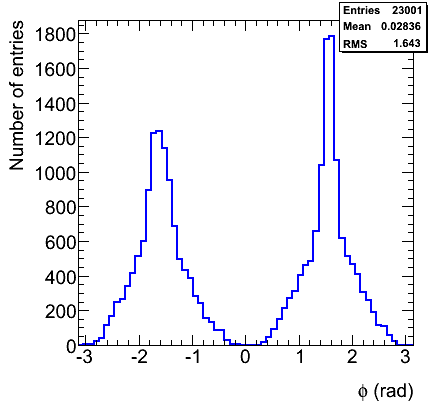 Entries 23001
Mean 0.02836
RMS 1.643
Number of entries
1800
1600
1400
1200
1000
800
600
400
200
0
-3 -2 -1 0 1 2 3
ϕ (rad)